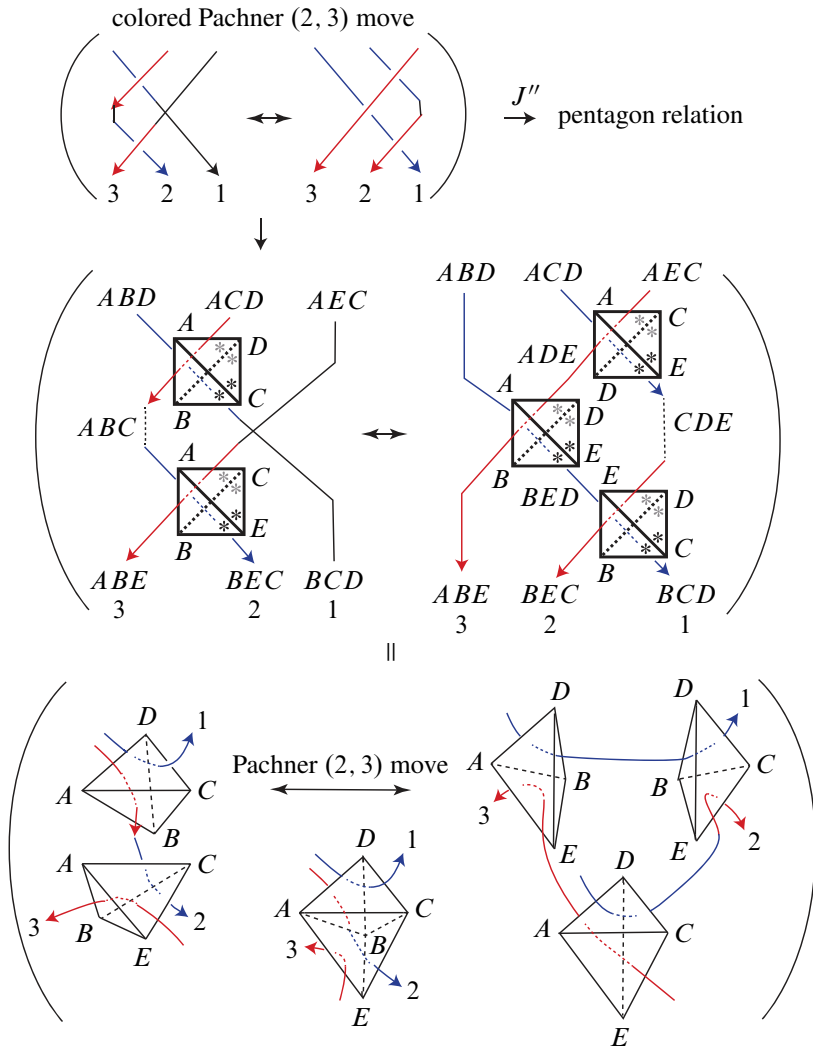 colored Pachner (2, 3) move
J″
pentagon relation
3 2 1
3 2 1
ABD ACD AEC
A
D
B C
ABC
A
C
B E
ABE BEC BCD
3 2 1
ABD ACD AEC
A
C
ADE
D E
A
D
CDE
E
B
BED
E
D
C
B
ABE BEC BCD
3 2 1
=
D
1
A C
B
A C
3
B
2
E
Pachner (2, 3) move
D
1
A C
3 B
2
E
D
A
B
3
E
D
1
C
B
E
2
D
A C
E